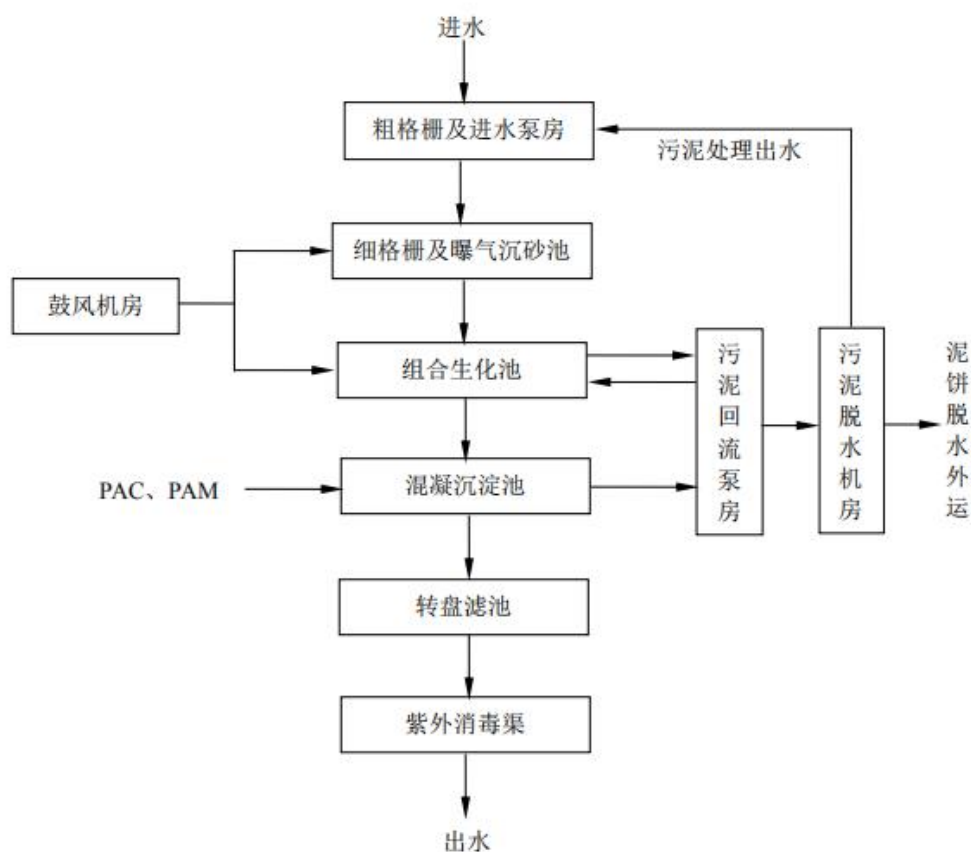 进水
粗格栅及进水泵房
污泥处理出水
细格栅及曝气沉砂池
鼓风机房
组合生化池
污泥回流泵房
污泥脱水机房
泥饼脱水外运
PAC、PAM
混凝沉淀池
转盘滤池
紫外消毒渠
出水